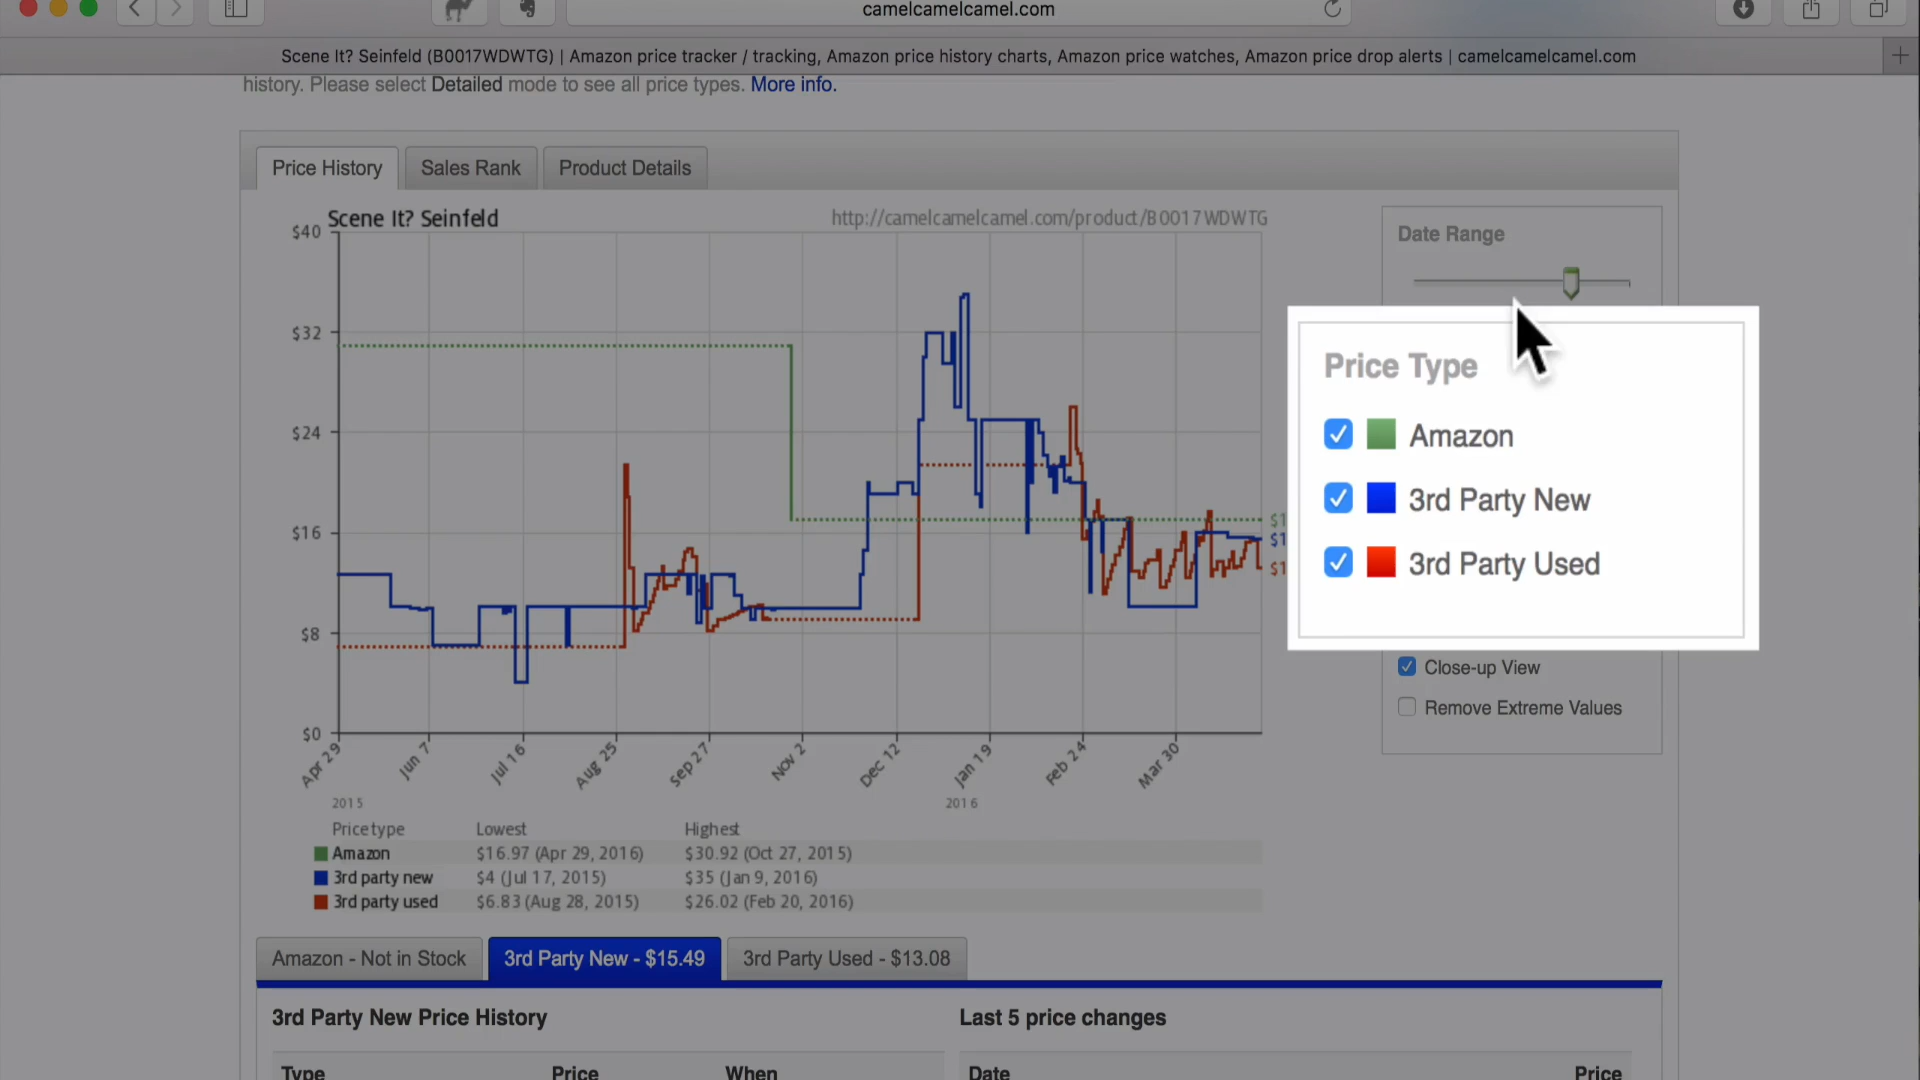 camelcamelcamel.com
Scene It? Seinfeld (B0017WDWTG) | Amazon price tracker / tracking, Amazon price history charts, Amazon price watches, Amazon price drop alerts | camelcamelcamel.com
history. Please select Detailed mode to see all price types. More info.
Price History
Sales Rank
Product Details
Scene It? Seinfeld
http://camelcamelcamel.com/product/B0017WDWTG
$40
$32
$24
$16
$8
$0
$1
$1
$1
Apr 29
Jun 7
Jul 16
Aug 25
Sep 27
Nov 2
Dec 12
Jan 19
Feb 24
Mar 30
2015
2016
Date Range
Price Type
Amazon
3rd Party New
3rd Party Used
Close-up View
Remove Extreme Values
Price type Lowest Highest
Amazon $16.97 (Apr 29, 2016) $30.92 (Oct 27, 2015)
3rd party new $4 (Jul 17, 2015) $35 (Jan 9, 2016)
3rd party used $6.83 (Aug 28, 2015) $26.02 (Feb 20, 2016)
Amazon - Not in Stock
3rd Party New - $15.49
3rd Party Used - $13.08
3rd Party New Price History
Type Price When
Last 5 price changes
Date Price